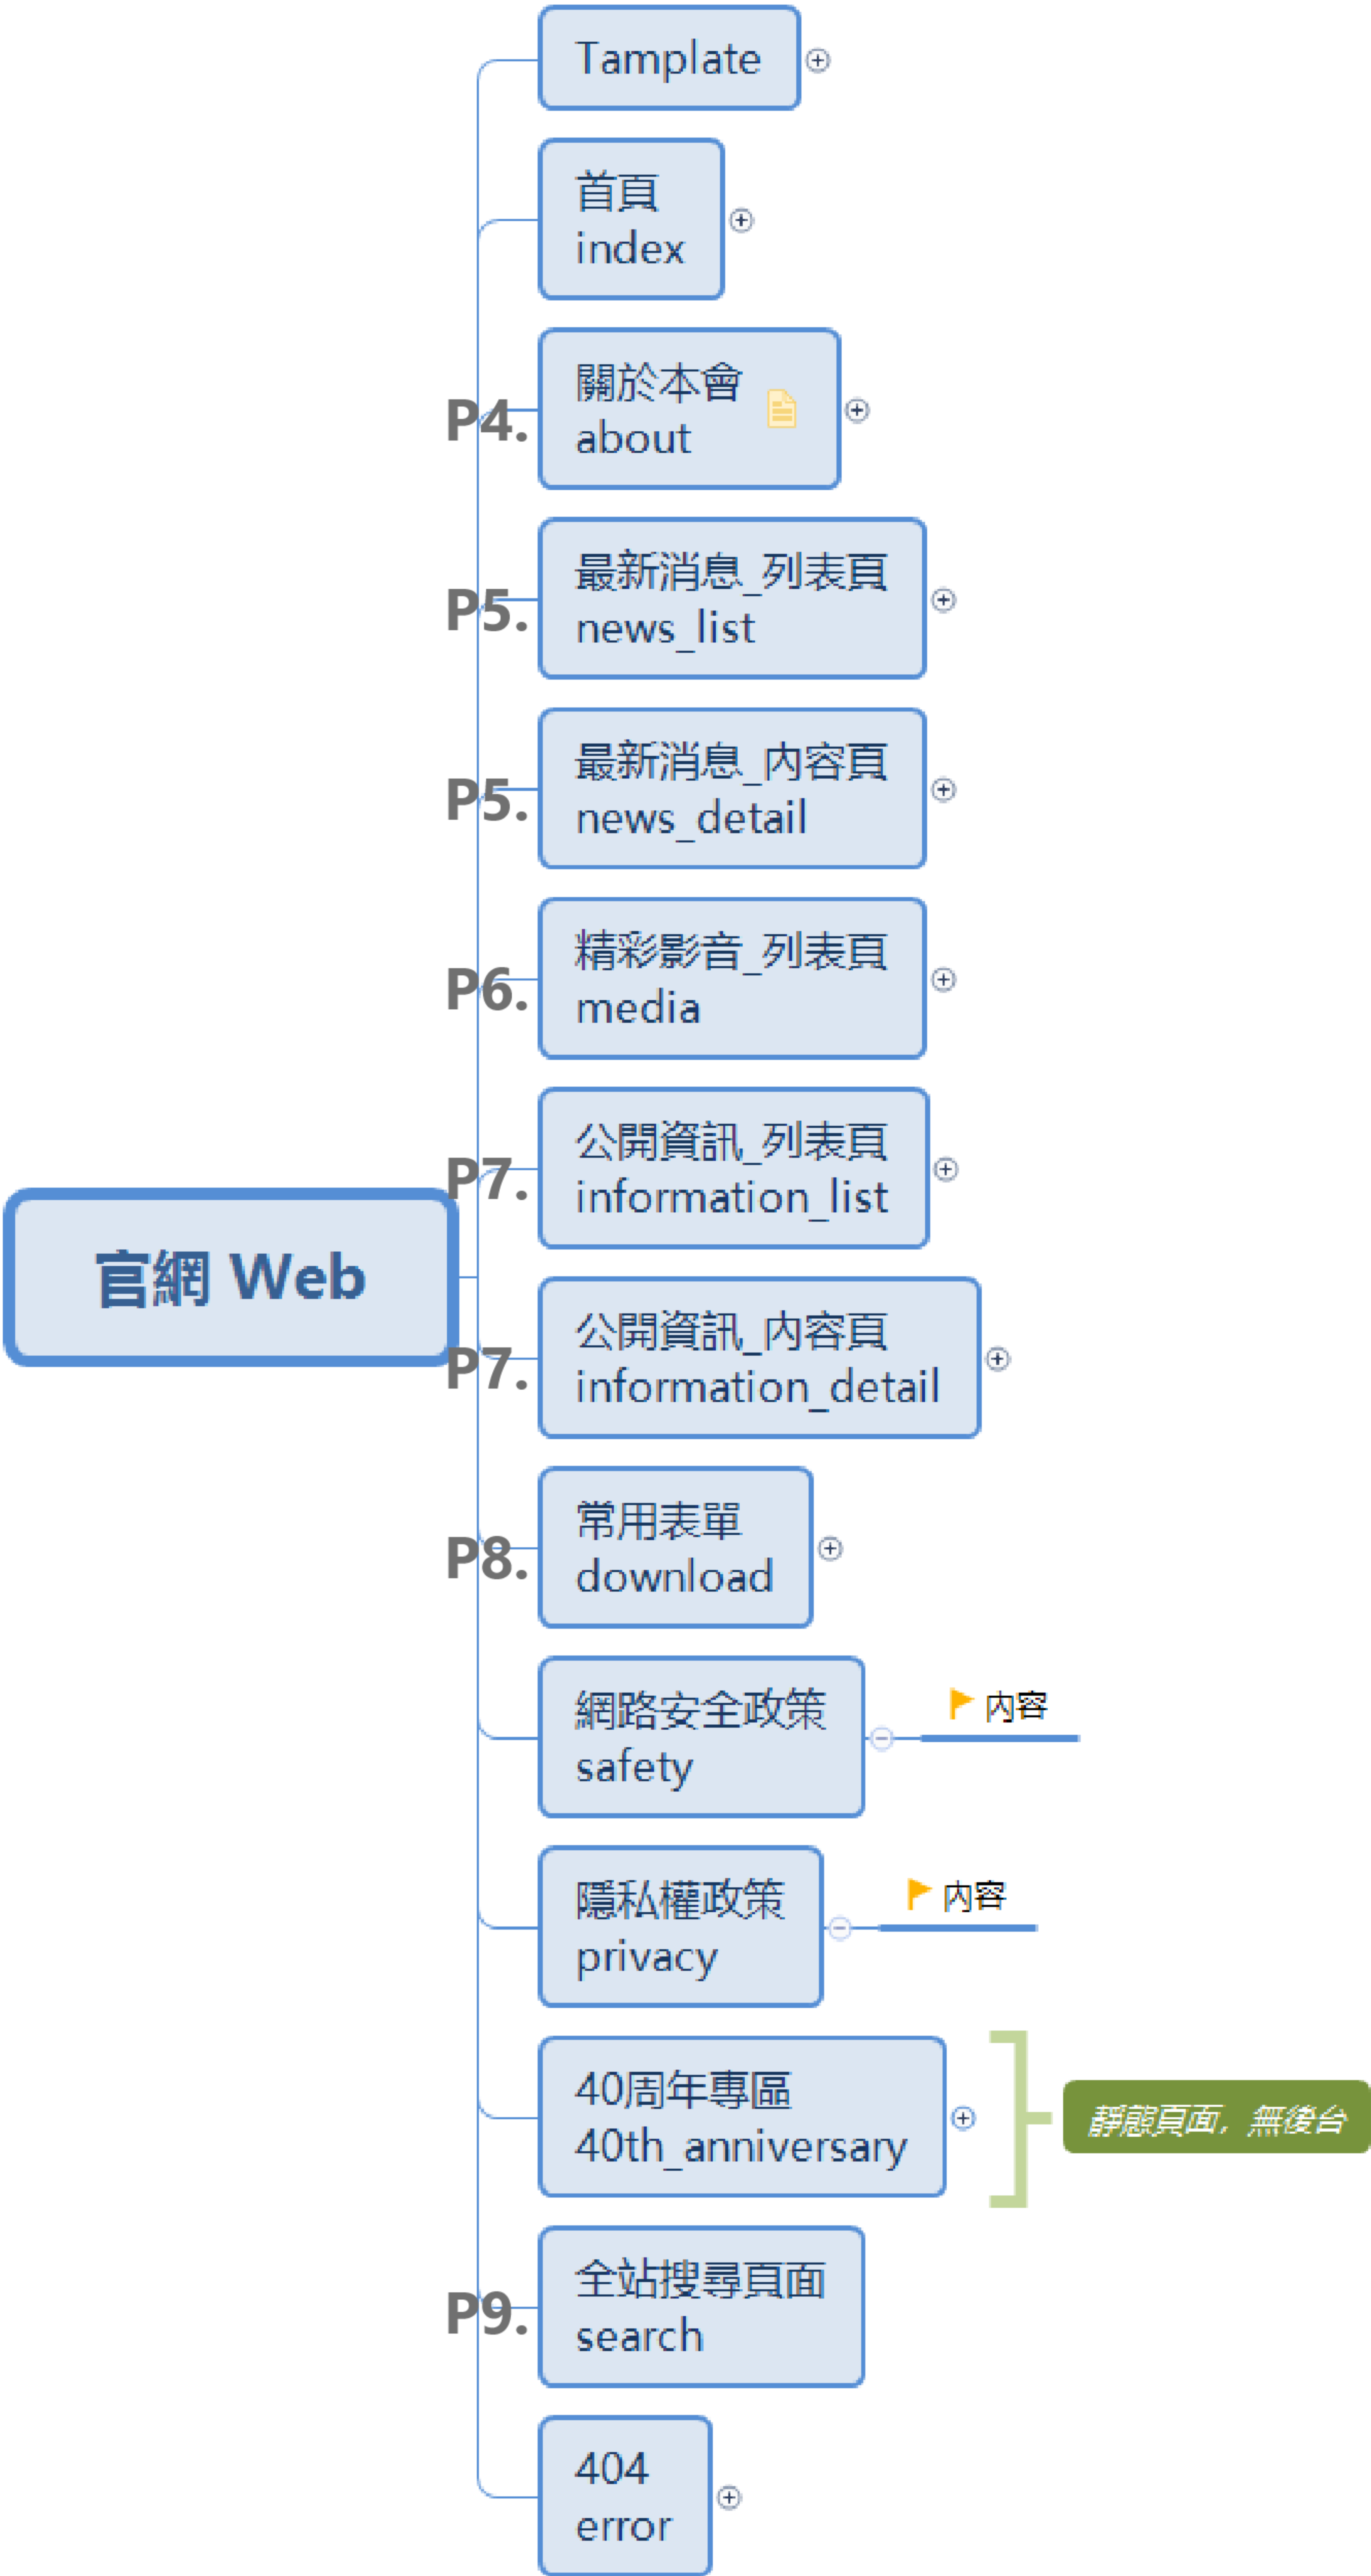 Tamplate
首頁
index
P4.
關於本會
about
P5.
最新消息_列表頁
news_list
P5.
最新消息_內容頁
news_detail
P6.
精彩影音_列表頁
media
P7.
公開資訊_列表頁
information_list
官網 Web
P7.
公開資訊_內容頁
information_detail
P8.
常用表單
download
網路安全政策
safety
內容
隱私權政策
privacy
內容
40周年專區
40th_anniversary
靜態頁面，無後台
P9.
全站搜尋頁面
search
404
error